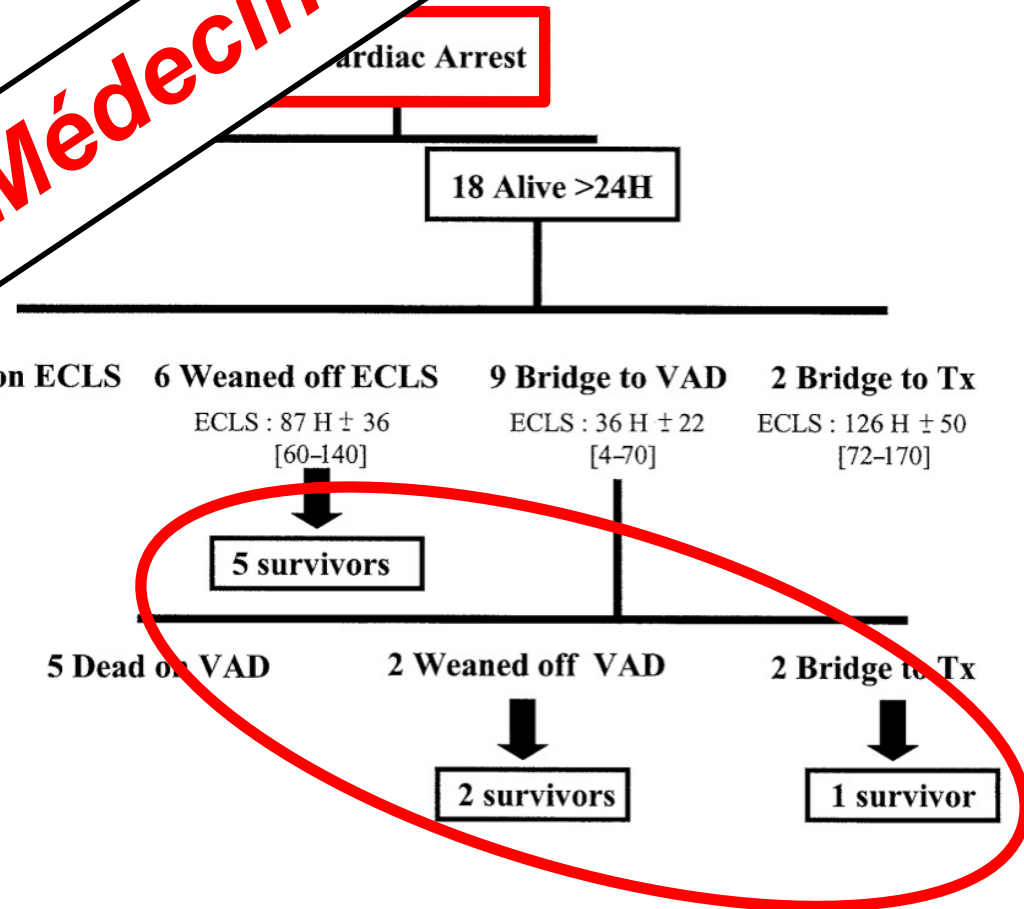 Médecin
ardiac Arrest
18 Alive >24H
on ECLS
6 Weaned off ECLS
ECLS : 87 H ± 36
[60–140]
9 Bridge to VAD
ECLS : 36 H ± 22
[4–70]
2 Bridge to Tx
ECLS : 126 H ± 50
[72–170]
5 survivors
5 Dead on VAD
2 Weaned off VAD
2 Bridge to Tx
2 survivors
1 survivor